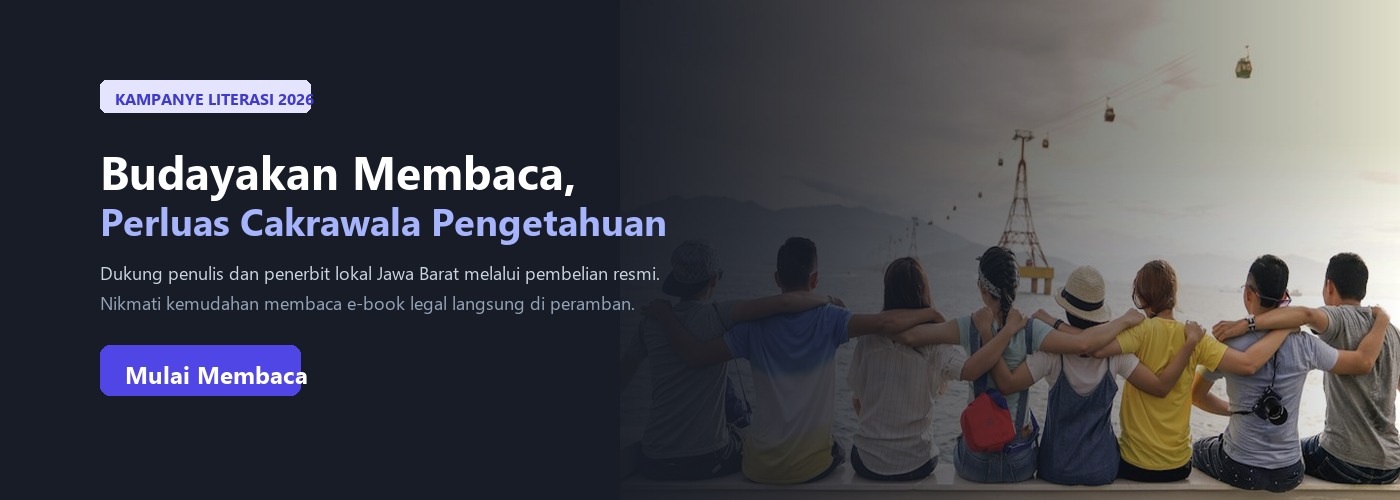 KAMPANYE LITERASI 2026
Budayakan Membaca,
Perluas Cakrawala Pengetahuan
Dukung penulis dan penerbit lokal Jawa Barat melalui pembelian resmi.
Nikmati kemudahan membaca e-book legal langsung di peramban.
Mulai Membaca